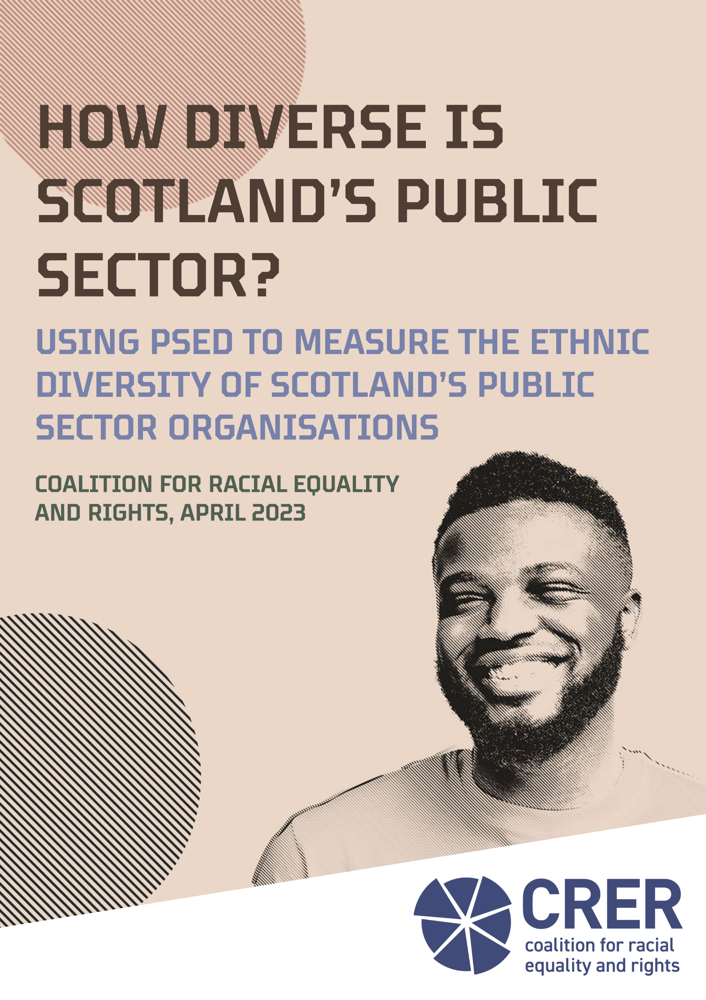 HOW DIVERSE IS
SCOTLAND’S PUBLIC
SECTOR?
USING PSED TO MEASURE THE ETHNIC
DIVERSITY OF SCOTLAND’S PUBLIC
SECTOR ORGANISATIONS
COALITION FOR RACIAL EQUALITY
AND RIGHTS, APRIL 2023
CRER
coalition for racial
equality and rights